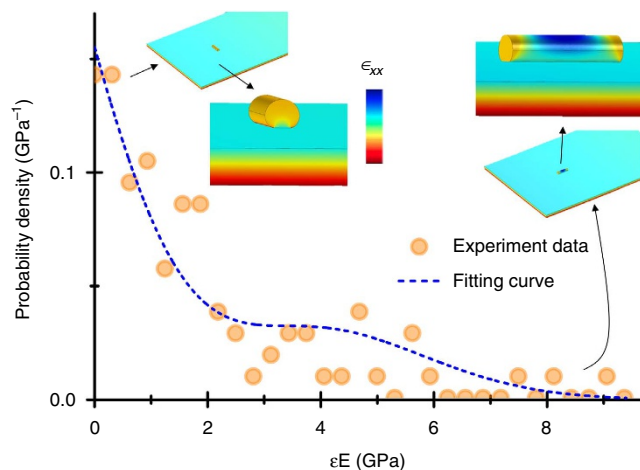 ϵxx
Probability density (GPa⁻¹)
0.1
0.0
Experiment data
Fitting curve
0
2
4
6
8
εE (GPa)